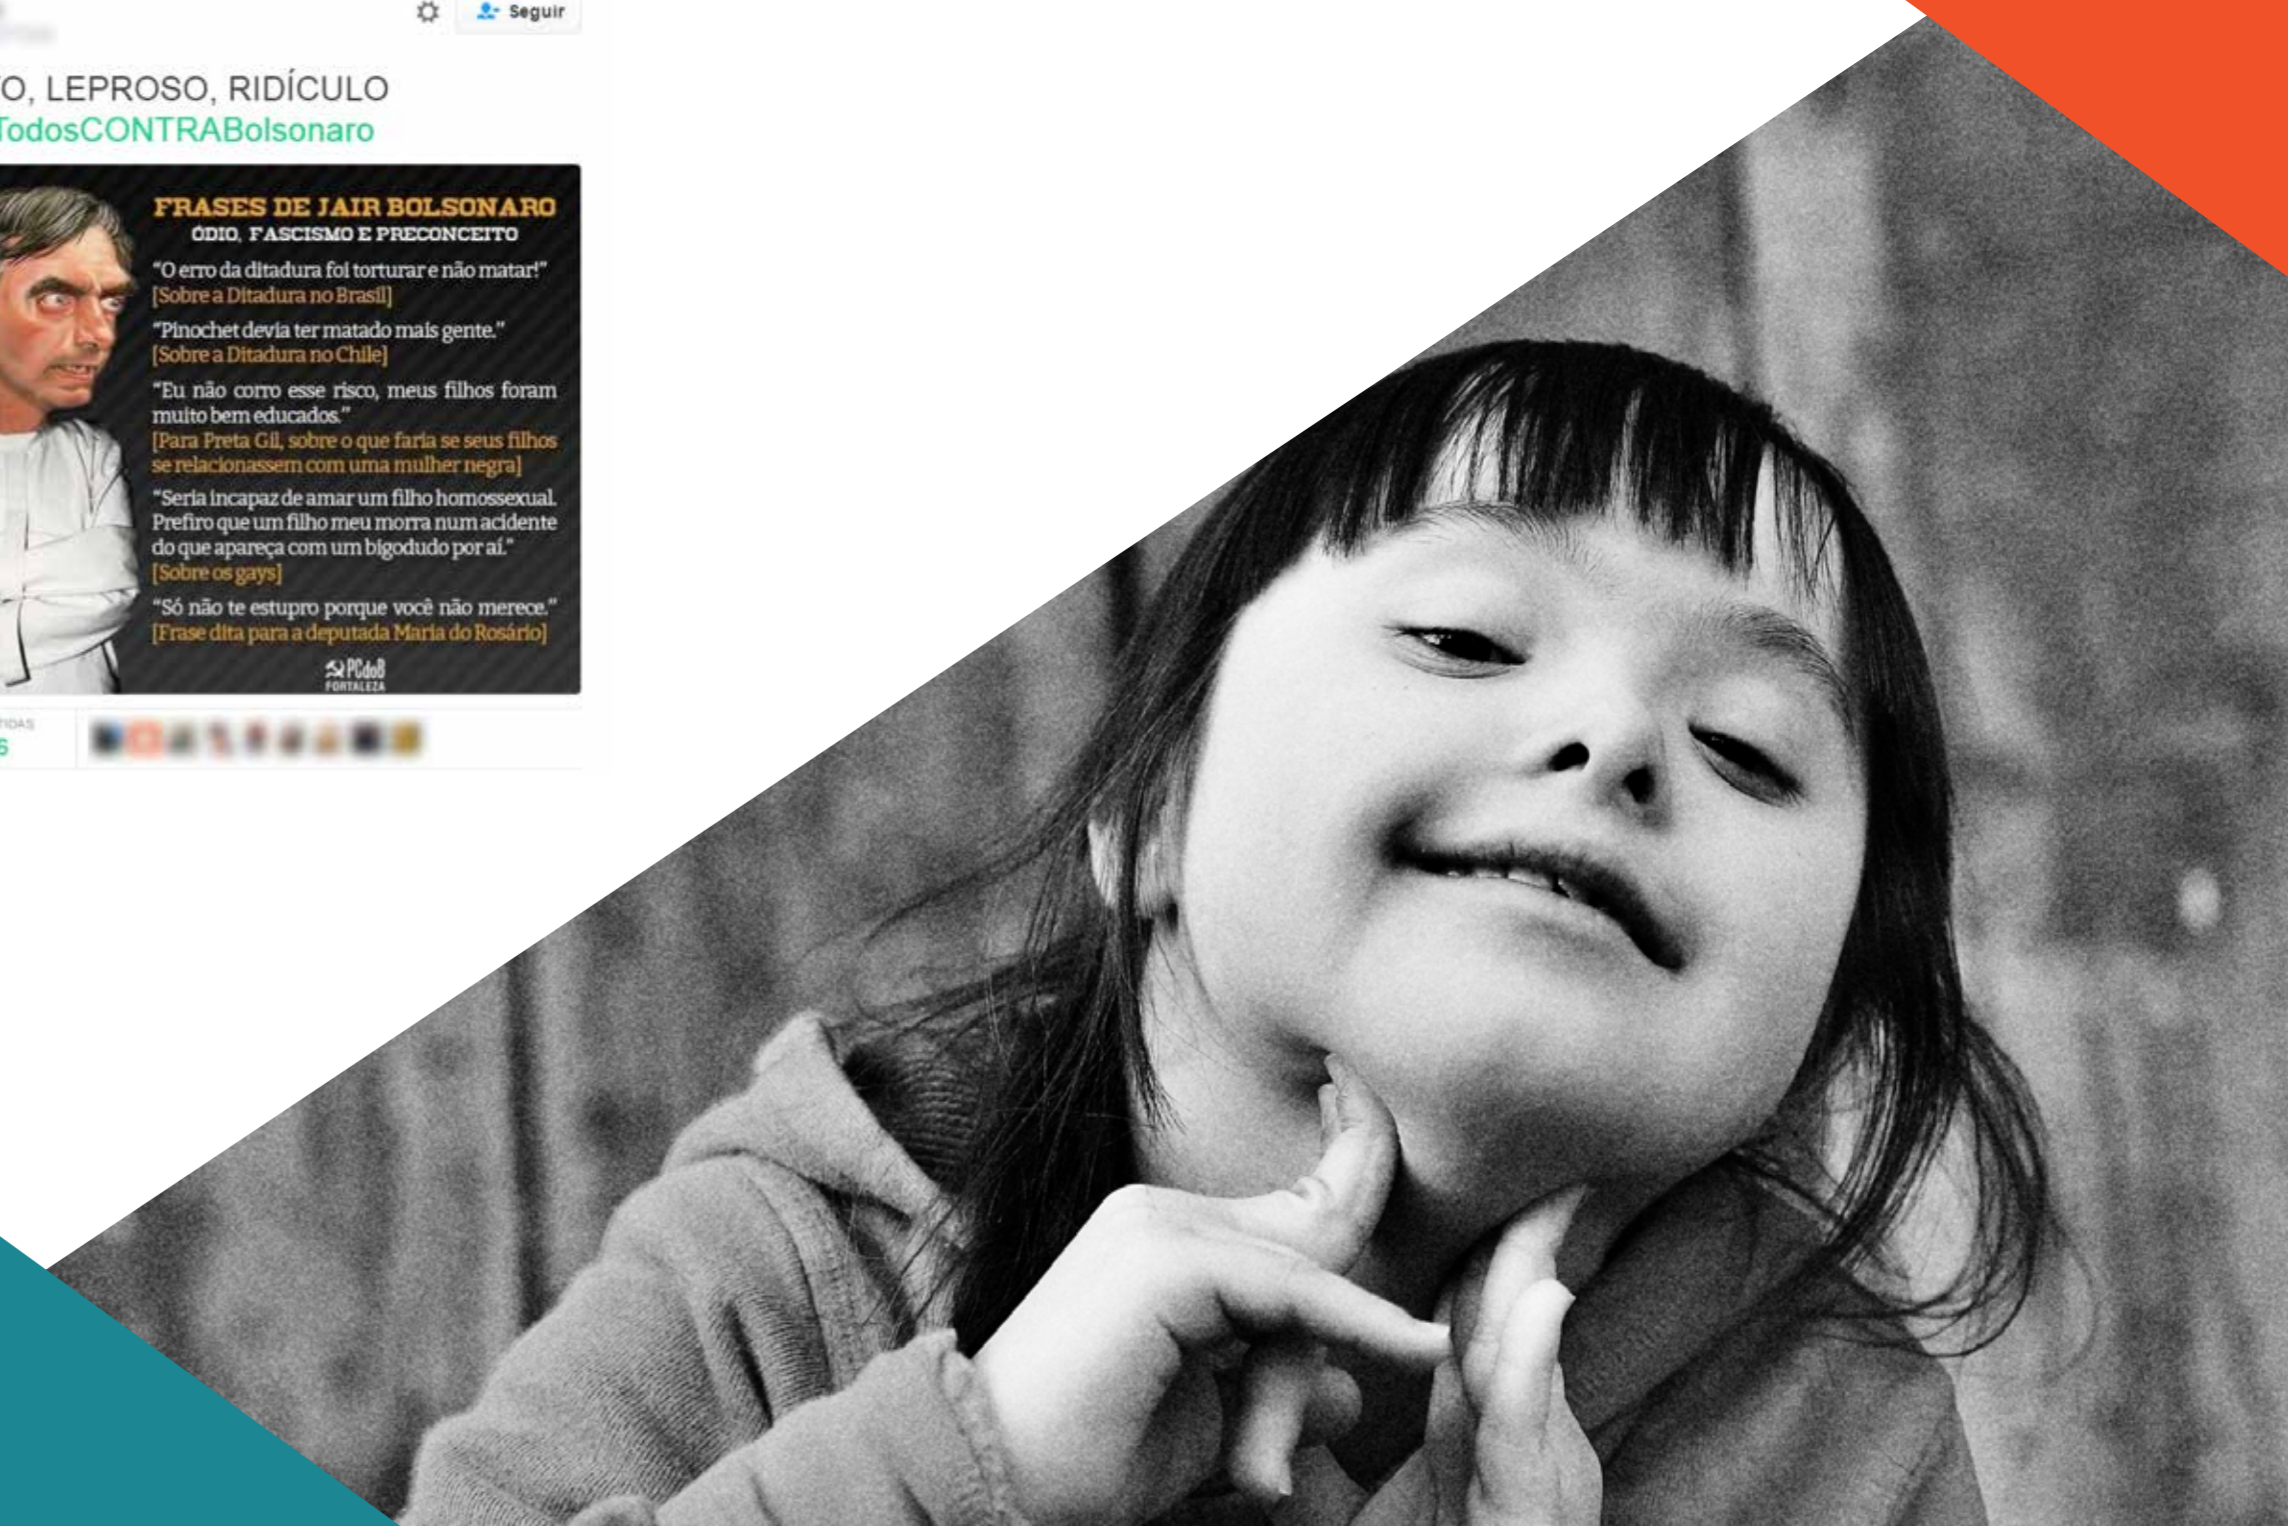 Seguir
O, LEPROSO, RIDÍCULO
TodosCONTRABolsonaro
FRASES DE JAIR BOLSONARO
ÓDIO, FASCISMO E PRECONCEITO
“O erro da ditadura foi torturar e não matar!”
[Sobre a Ditadura no Brasil]
“Pinochet devia ter matado mais gente.”
[Sobre a Ditadura no Chile]
“Eu não corro esse risco, meus filhos foram
muito bem educados.”
[Para Preta Gil, sobre o que faria se seus filhos
se relacionassem com uma mulher negra]
“Seria incapaz de amar um filho homossexual.
Prefiro que um filho meu morra num acidente
do que apareça com um bigodudo por aí.”
[Sobre os gays]
“Só não te estupro porque você não merece.”
[Frase dita para a deputada Maria do Rosário]
PCdoB
FORTALEZA
TIDAS
6